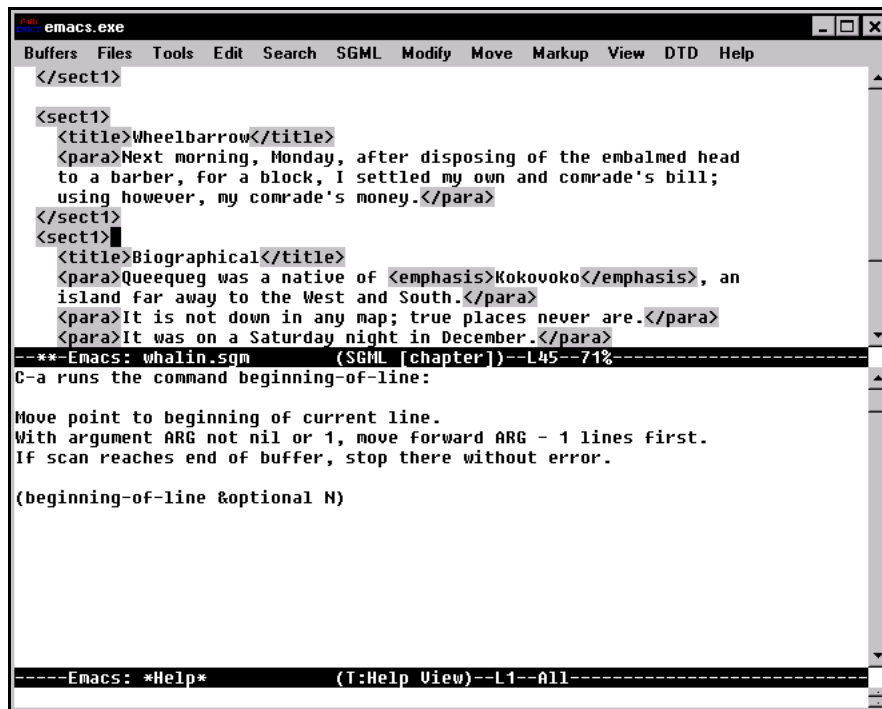 emacs.exe
Buffers Files Tools Edit Search SGML Modify Move Markup View DTD Help
</sect1>
<sect1>
<title>Wheelbarrow</title>
<para>Next morning, Monday, after disposing of the embalmed head
to a barber, for a block, I settled my own and comrade's bill;
using however, my comrade's money.</para>
</sect1>
<sect1>
<title>Biographical</title>
<para>Queequeg was a native of <emphasis>Kokovoko</emphasis>, an
island far away to the West and South.</para>
<para>It is not down in any map; true places never are.</para>
<para>It was on a Saturday night in December.</para>
--**-Emacs: whalin.sgm (SGML [chapter])--L45--71%------------------------
C-a runs the command beginning-of-line:
Move point to beginning of current line.
With argument ARG not nil or 1, move forward ARG - 1 lines first.
If scan reaches end of buffer, stop there without error.
(beginning-of-line &optional N)
-----Emacs: *Help* (T:Help View)--L1--All----------------------------